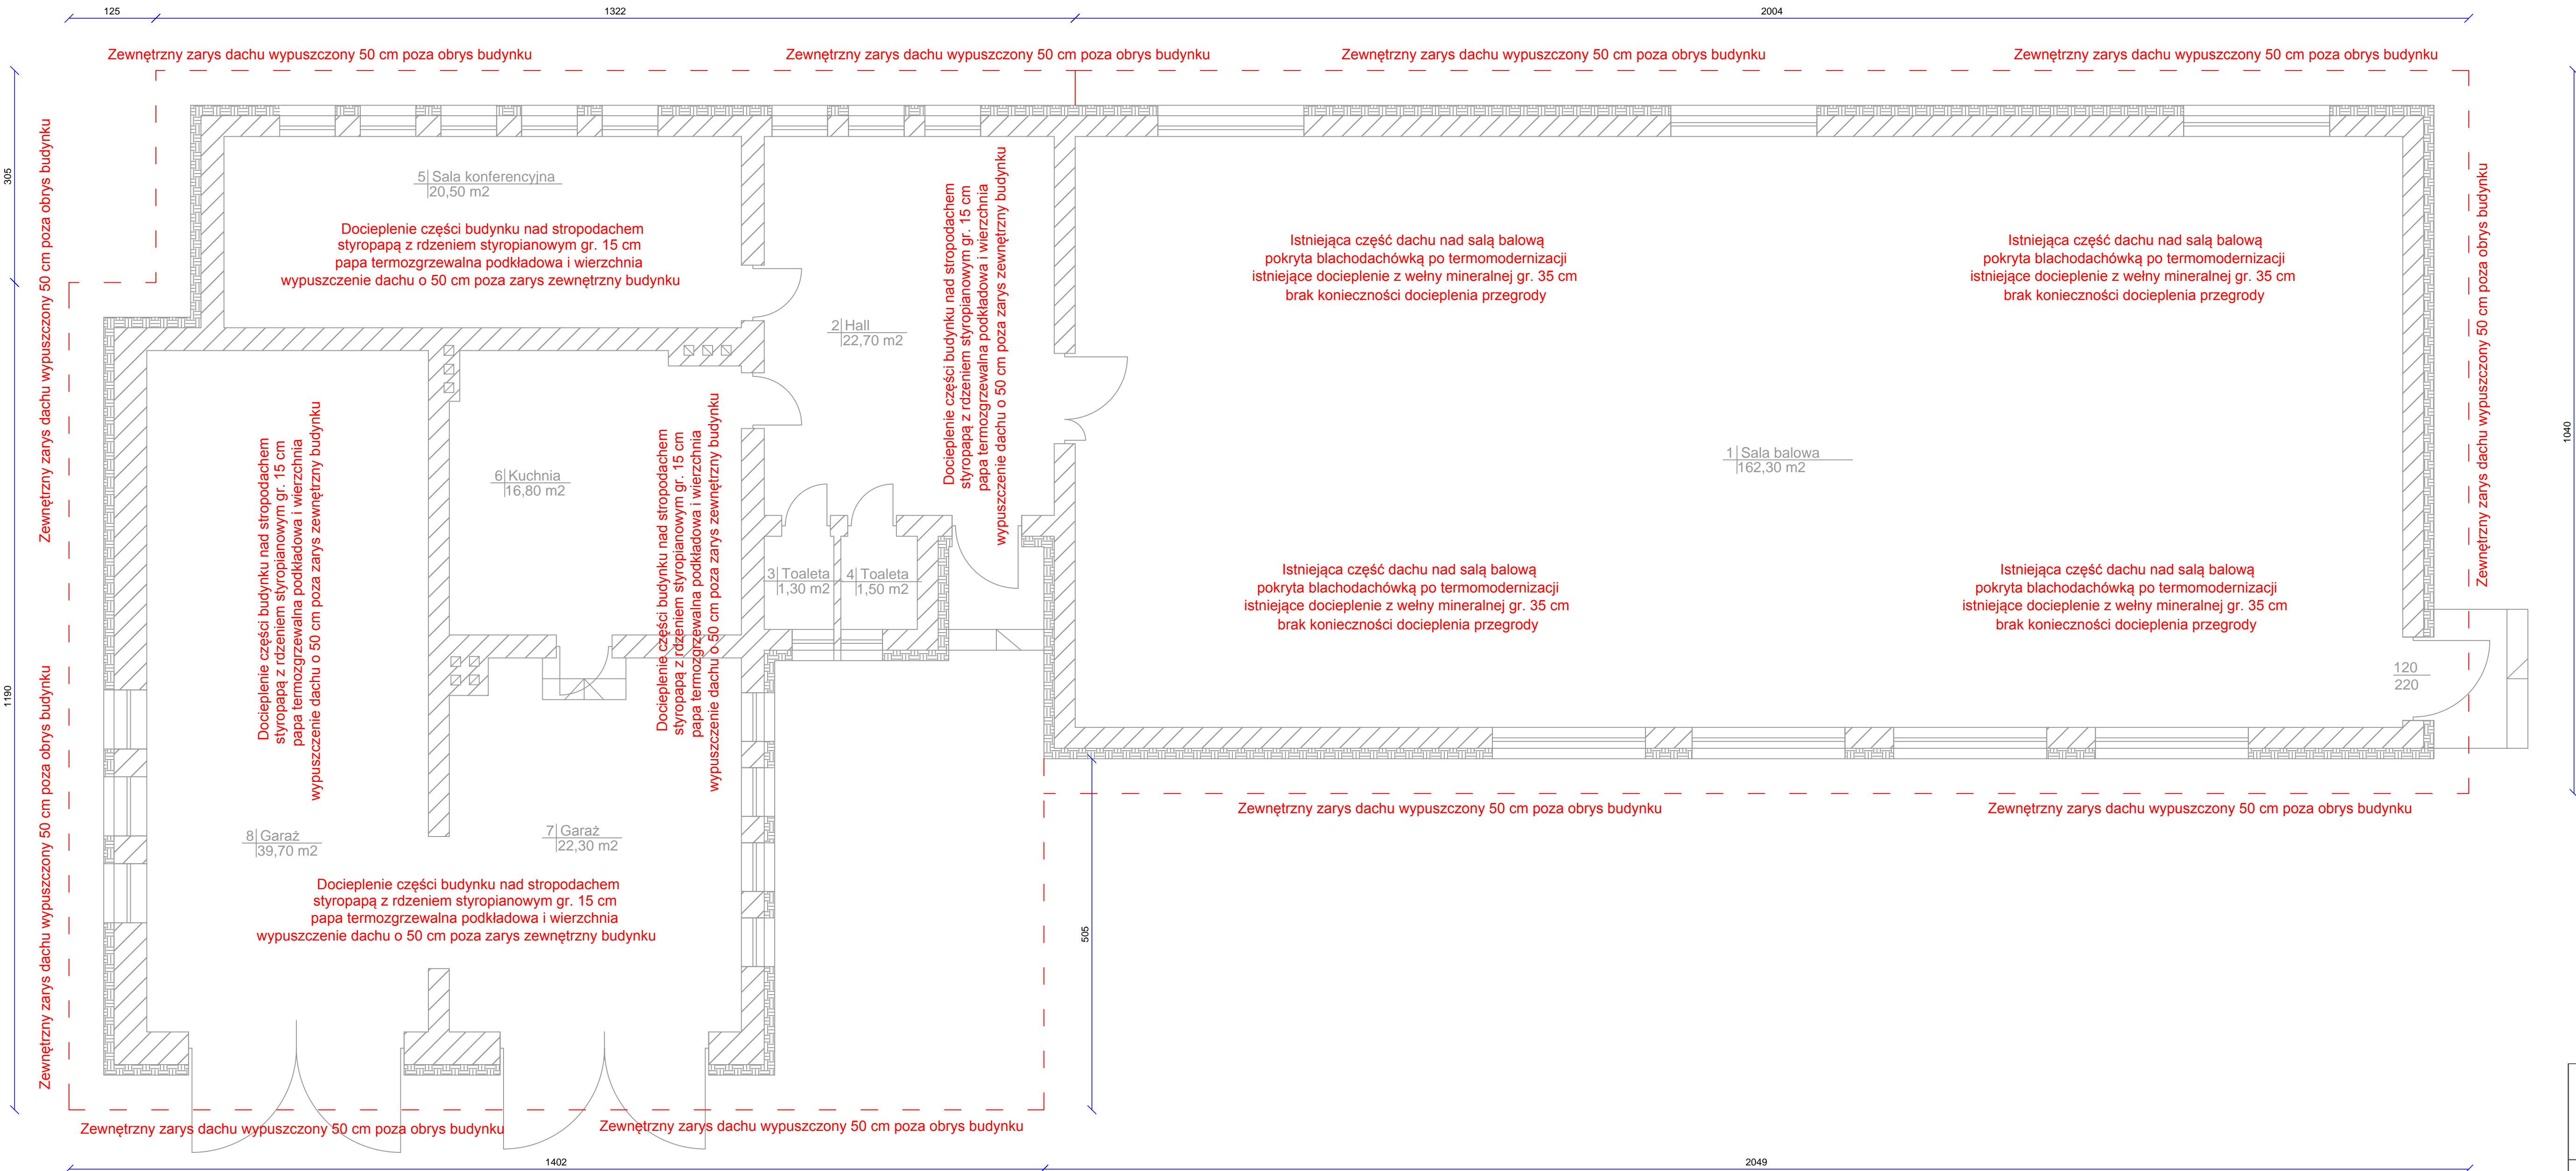 125
1322
2004
Zewnętrzny zarys dachu wypuszczony 50 cm poza obrys budynku
Zewnętrzny zarys dachu wypuszczony 50 cm poza obrys budynku
Zewnętrzny zarys dachu wypuszczony 50 cm poza obrys budynku
Zewnętrzny zarys dachu wypuszczony 50 cm poza obrys budynku
305
1190
Zewnętrzny zarys dachu wypuszczony 50 cm poza obrys budynku
Zewnętrzny zarys dachu wypuszczony 50 cm poza obrys budynku
5 Sala konferencyjna
20,50 m2
Docieplenie części budynku nad stropodachem
styropapą z rdzeniem styropianowym gr. 15 cm
papa termozgrzewalna podkładowa i wierzchnia
wypuszczenie dachu o 50 cm poza zarys zewnętrzny budynku
2 Hall
22,70 m2
Docieplenie części budynku nad stropodachem
styropapą z rdzeniem styropianowym gr. 15 cm
papa termozgrzewalna podkładowa i wierzchnia
wypuszczenie dachu o 50 cm poza zarys zewnętrzny budynku
Istniejąca część dachu nad salą balową
pokryta blachodachówką po termomodernizacji
istniejące docieplenie z wełny mineralnej gr. 35 cm
brak konieczności docieplenia przegrody
Istniejąca część dachu nad salą balową
pokryta blachodachówką po termomodernizacji
istniejące docieplenie z wełny mineralnej gr. 35 cm
brak konieczności docieplenia przegrody
Zewnętrzny zarys dachu wypuszczony 50 cm poza obrys budynku
1040
Docieplenie części budynku nad stropodachem
styropapą z rdzeniem styropianowym gr. 15 cm
papa termozgrzewalna podkładowa i wierzchnia
wypuszczenie dachu o 50 cm poza zarys zewnętrzny budynku
6 Kuchnia
16,80 m2
Docieplenie części budynku nad stropodachem
styropapą z rdzeniem styropianowym gr. 15 cm
papa termozgrzewalna podkładowa i wierzchnia
wypuszczenie dachu o 50 cm poza zarys zewnętrzny budynku
1 Sala balowa
162,30 m2
3 Toaleta
1,30 m2
4 Toaleta
1,50 m2
Istniejąca część dachu nad salą balową
pokryta blachodachówką po termomodernizacji
istniejące docieplenie z wełny mineralnej gr. 35 cm
brak konieczności docieplenia przegrody
Istniejąca część dachu nad salą balową
pokryta blachodachówką po termomodernizacji
istniejące docieplenie z wełny mineralnej gr. 35 cm
brak konieczności docieplenia przegrody
120
220
Zewnętrzny zarys dachu wypuszczony 50 cm poza obrys budynku
Zewnętrzny zarys dachu wypuszczony 50 cm poza obrys budynku
8 Garaż
39,70 m2
7 Garaż
22,30 m2
Docieplenie części budynku nad stropodachem
styropapą z rdzeniem styropianowym gr. 15 cm
papa termozgrzewalna podkładowa i wierzchnia
wypuszczenie dachu o 50 cm poza zarys zewnętrzny budynku
505
Zewnętrzny zarys dachu wypuszczony 50 cm poza obrys budynku
Zewnętrzny zarys dachu wypuszczony 50 cm poza obrys budynku
1402
2049